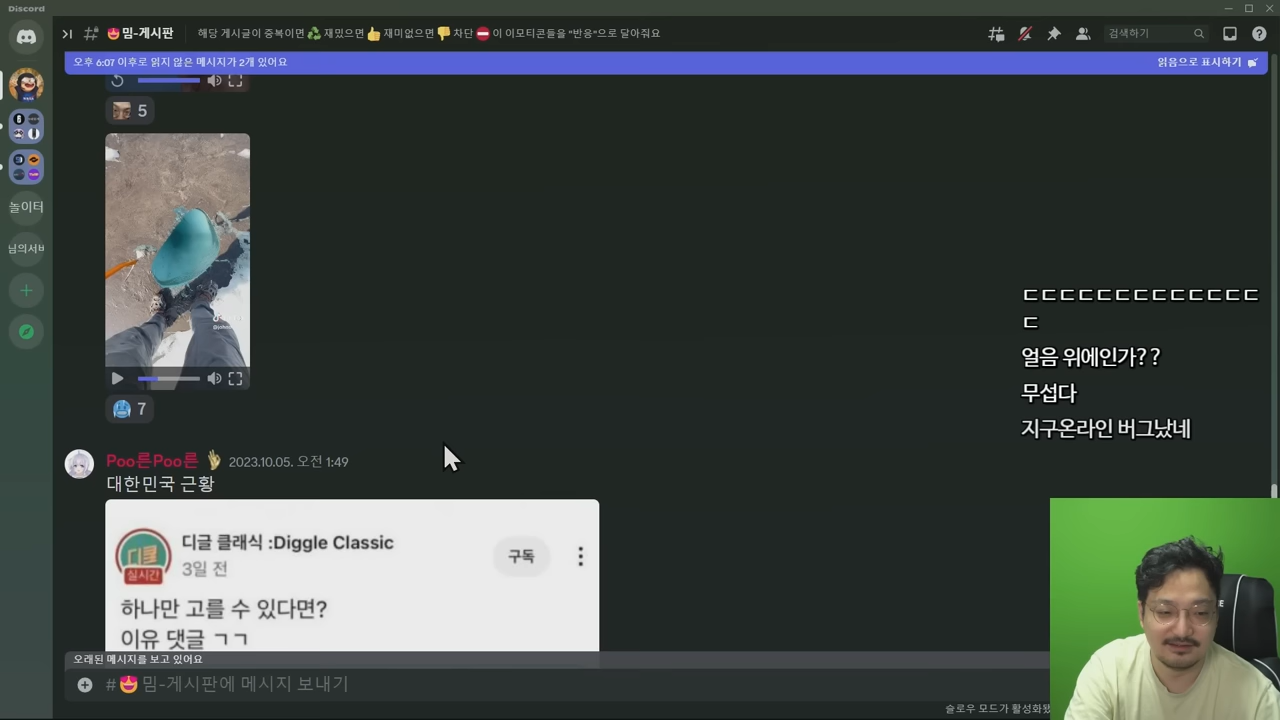 Discord
밈-게시판
해당 게시글이 중복이면 ♻️ 재밌으면 👍 재미없으면 👎 차단 ⛔ 이 이모티콘들을 "반응"으로 달아줘요
검색하기
오후 6:07 이후로 읽지 않은 메시지가 2개 있어요
읽음으로 표시하기
5
7
놀이터
님의서버
ㄷㄷㄷㄷㄷㄷㄷㄷㄷㄷㄷㄷㄷ
ㄷ
얼음 위에인가??
무섭다
지구온라인 버그났네
Poo른Poo른
2023.10.05. 오전 1:49
대한민국 근황
디글
실시간
디글 클래식 :Diggle Classic
3일 전
구독
하나만 고를 수 있다면?
이유 댓글 ㄱㄱ
오래된 메시지를 보고 있어요
#😍밈-게시판에 메시지 보내기
슬로우 모드가 활성화됐